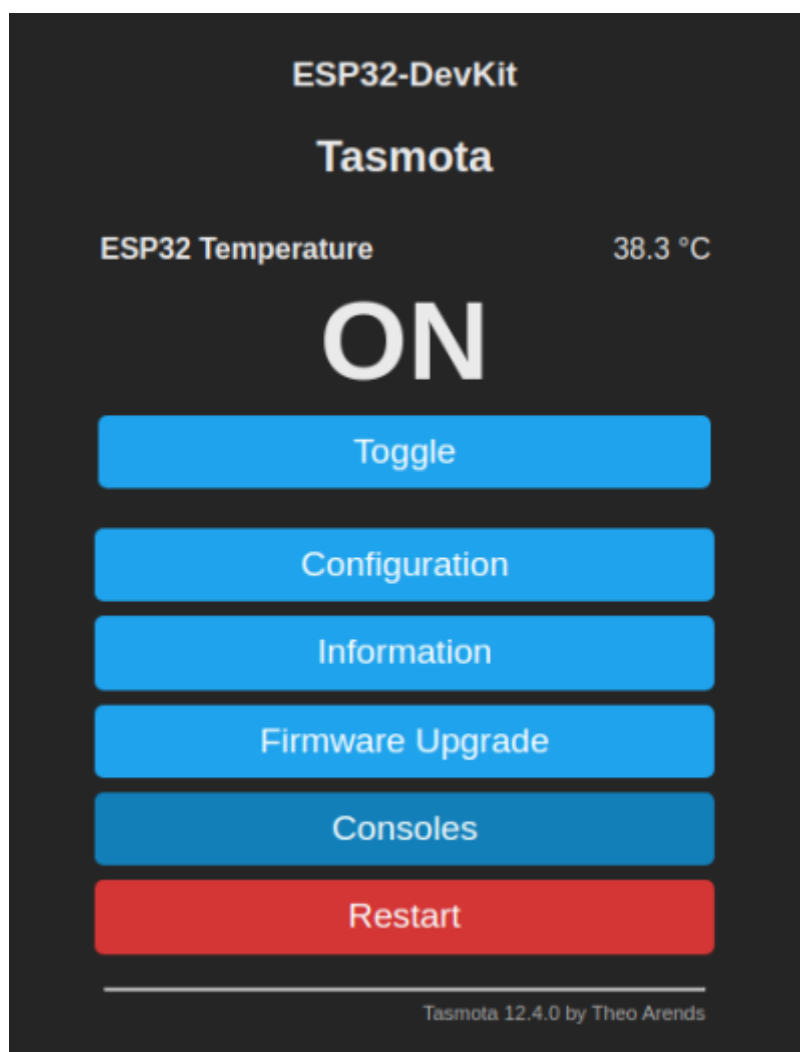 ESP32-DevKit
Tasmota
ESP32 Temperature 38.3 °C
ON
Toggle
Configuration
Information
Firmware Upgrade
Consoles
Restart
Tasmota 12.4.0 by Theo Arends